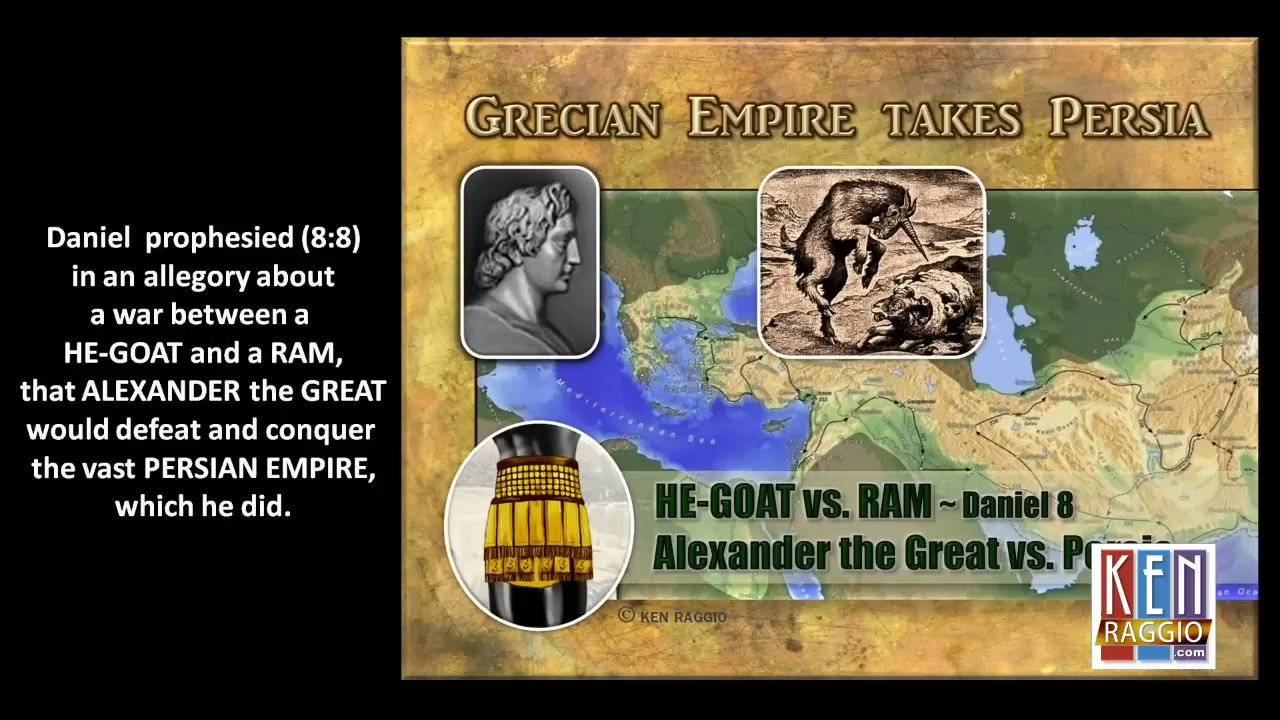 Daniel prophesied (8:8)
in an allegory about
a war between a
HE-GOAT and a RAM,
that ALEXANDER the GREAT
would defeat and conquer
the vast PERSIAN EMPIRE,
which he did.
GRECIAN EMPIRE TAKES PERSIA
Danube
Mediterranean Sea
HE-GOAT vs. RAM ~ Daniel 8
Alexander the Great vs.
© KEN RAGGIO
KEN
RAGGIO
.com